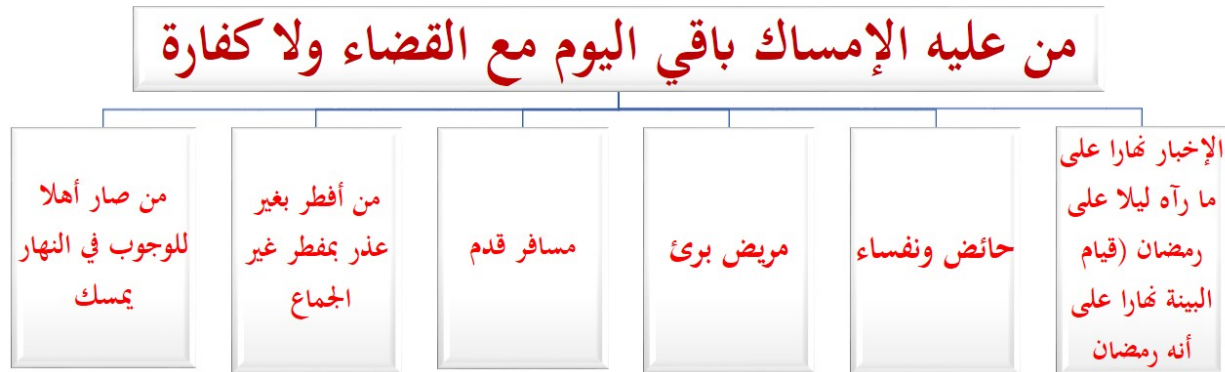 من عليه الإمساك باقي اليوم مع القضاء ولا كفارة
الإخبار نهارا على
ما رآه ليلا على
رمضان (قيام
البينة نهارا على
أنه رمضان
حائض ونفساء
مريض برئ
مسافر قدم
من أفطر بغير
عذر بمفطر غير
الجماع
من صار أهلا
للوجوب في النهار
يمسك